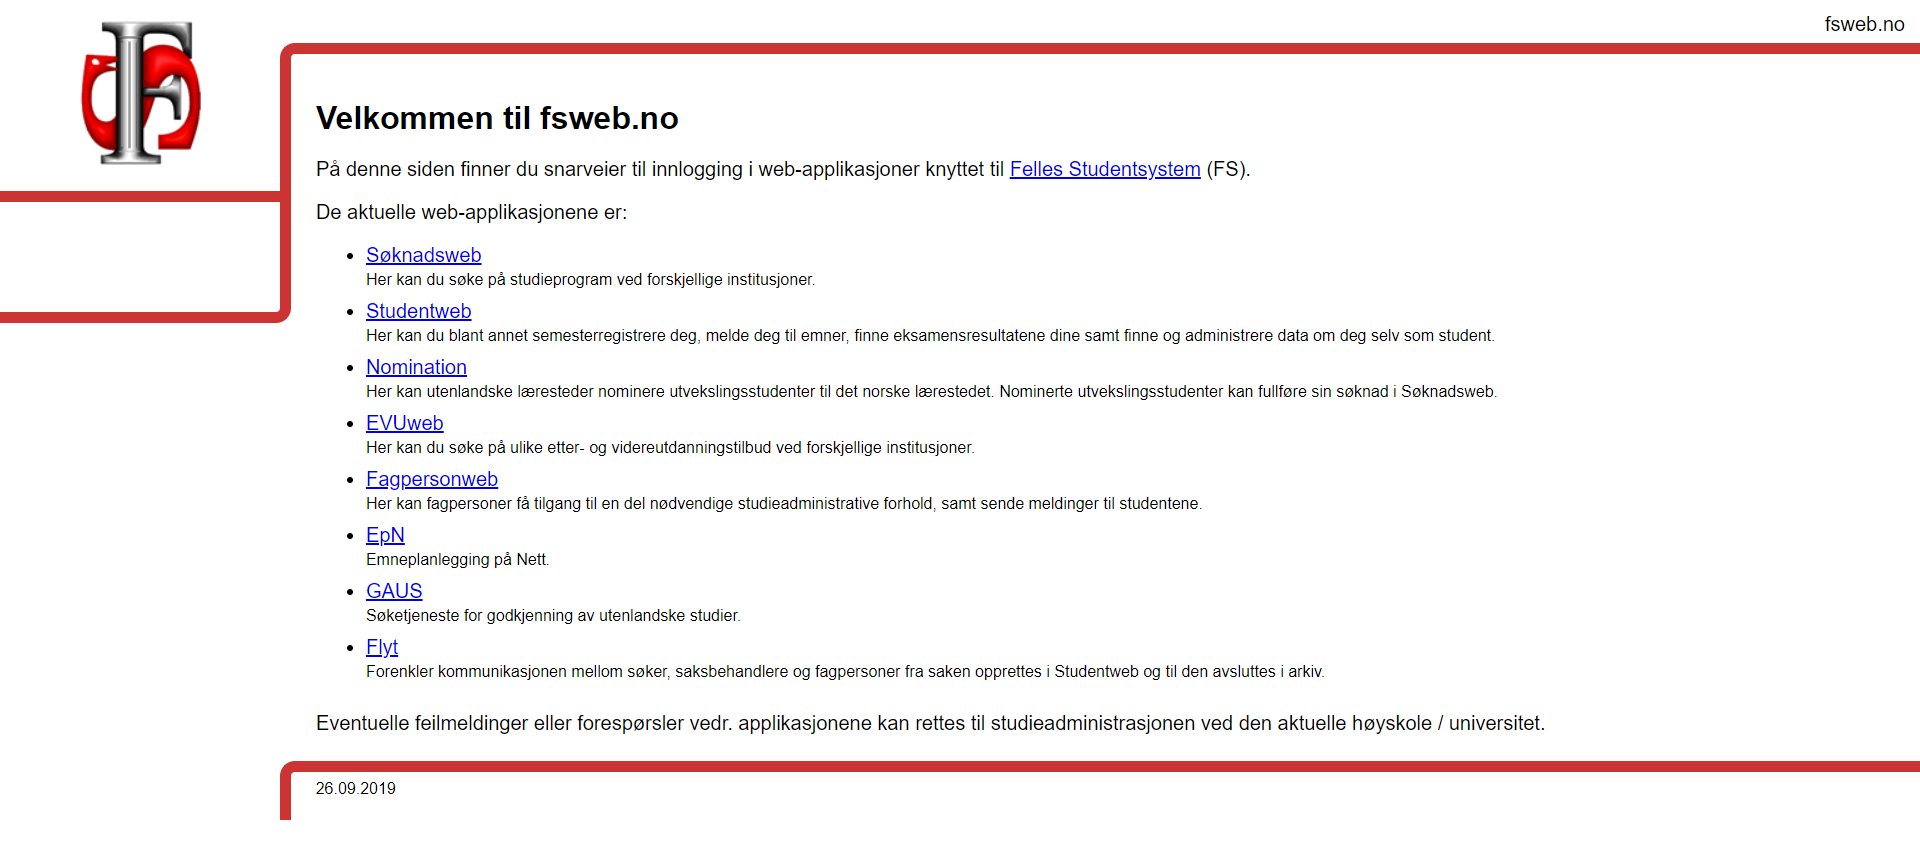 fsweb.no
Velkommen til fsweb.no
På denne siden finner du snarveier til innlogging i web-applikasjoner knyttet til Felles Studentsystem (FS).
De aktuelle web-applikasjonene er:
Søknadsweb
Her kan du søke på studieprogram ved forskjellige institusjoner.
Studentweb
Her kan du blant annet semesterregistrere deg, melde deg til emner, finne eksamensresultatene dine samt finne og administrere data om deg selv som student.
Nomination
Her kan utenlandske læresteder nominere utvekslingsstudenter til det norske lærestedet. Nominerte utvekslingsstudenter kan fullføre sin søknad i Søknadsweb.
EVUweb
Her kan du søke på ulike etter- og videreutdanningstilbud ved forskjellige institusjoner.
Fagpersonweb
Her kan fagpersoner få tilgang til en del nødvendige studieadministrative forhold, samt sende meldinger til studentene.
EpN
Emneplanlegging på Nett.
GAUS
Søketjeneste for godkjenning av utenlandske studier.
Flyt
Forenkler kommunikasjonen mellom søker, saksbehandlere og fagpersoner fra saken opprettes i Studentweb og til den avsluttes i arkiv.
Eventuelle feilmeldinger eller forespørsler vedr. applikasjonene kan rettes til studieadministrasjonen ved den aktuelle høyskole / universitet.
26.09.2019